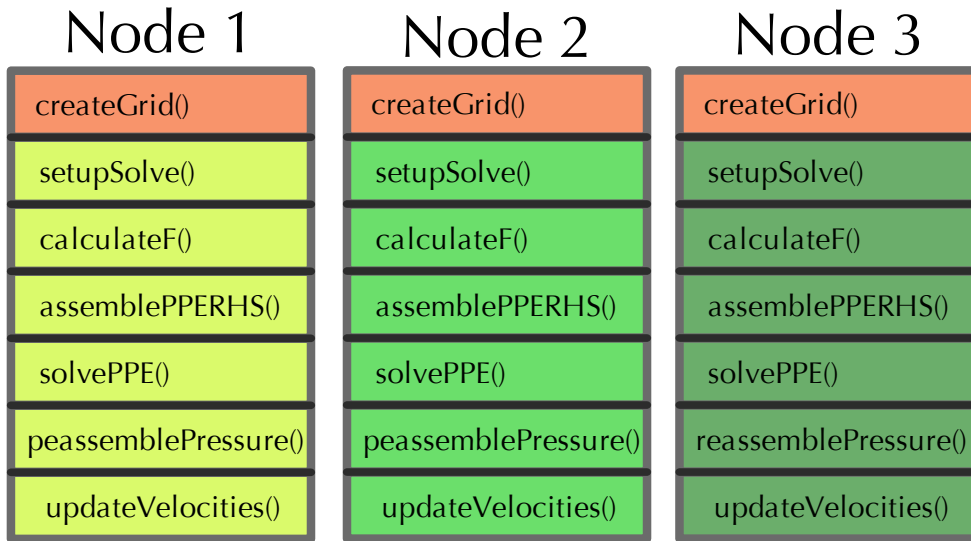 Node 1
createGrid()
setupSolve()
calculateF()
assemblePPERHS()
solvePPE()
peassemblePressure()
updateVelocities()
Node 2
createGrid()
setupSolve()
calculateF()
assemblePPERHS()
solvePPE()
peassemblePressure()
updateVelocities()
Node 3
createGrid()
setupSolve()
calculateF()
assemblePPERHS()
solvePPE()
reassemblePressure()
updateVelocities()